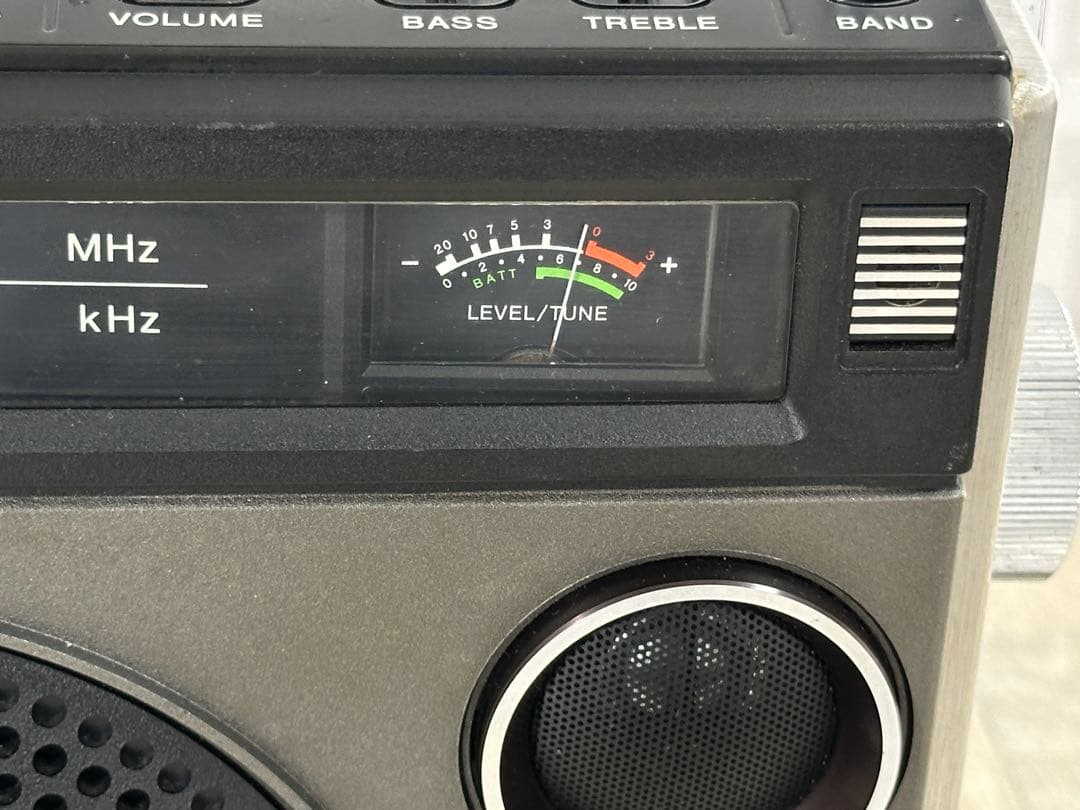 VOLUME BASS TREBLE BAND
MHz
kHz
20 10 7 5 3 0 3
- +
0 2 4 6 8 10
BATT
LEVEL/TUNE